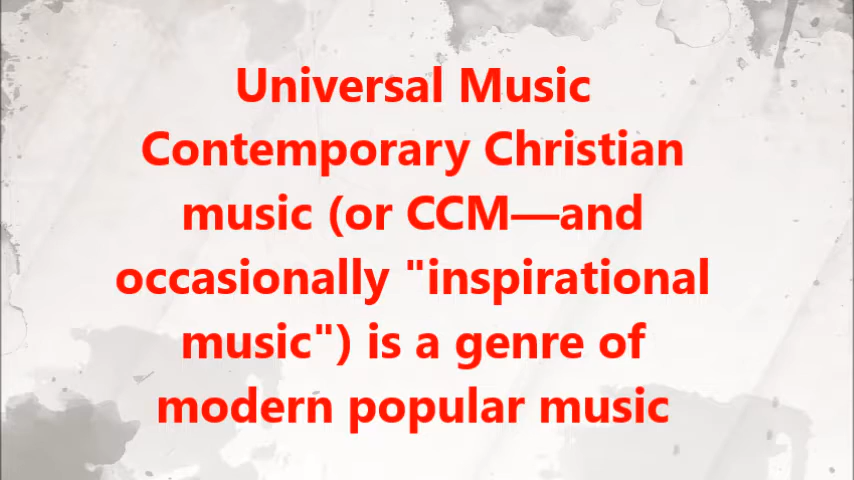 Universal Music
Contemporary Christian
music (or CCM—and
occasionally "inspirational
music") is a genre of
modern popular music